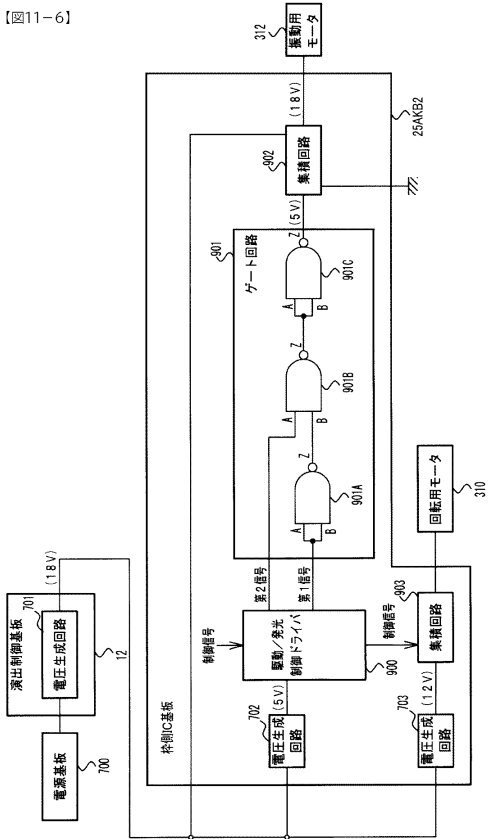 【図11−6】
電源基板
700
演出制御基板
電圧生成回路
701
12
(18V)
枠側IC基板
電圧生成
回路
702
(5V)
制御信号
駆動/発光
制御ドライバ
900
第2信号
第1信号
ゲート回路
901
A
B
Z
901A
A
B
Z
901B
A
B
Z
901C
(5V)
集積回路
902
(18V)
振動用
モータ
312
25AKB2
電圧生成
回路
703
(12V)
制御信号
集積回路
903
回転用モータ
310